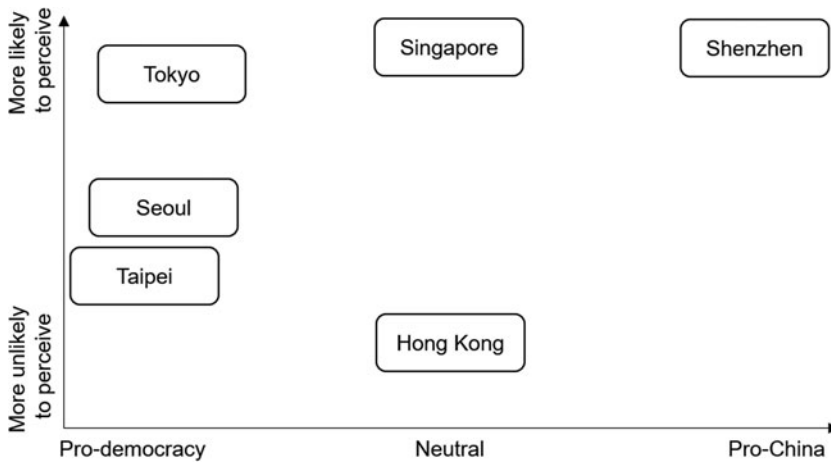 More likely
to perceive
Singapore
Shenzhen
Tokyo
Seoul
Taipei
Hong Kong
More unlikely
to perceive
Pro-democracy
Neutral
Pro-China